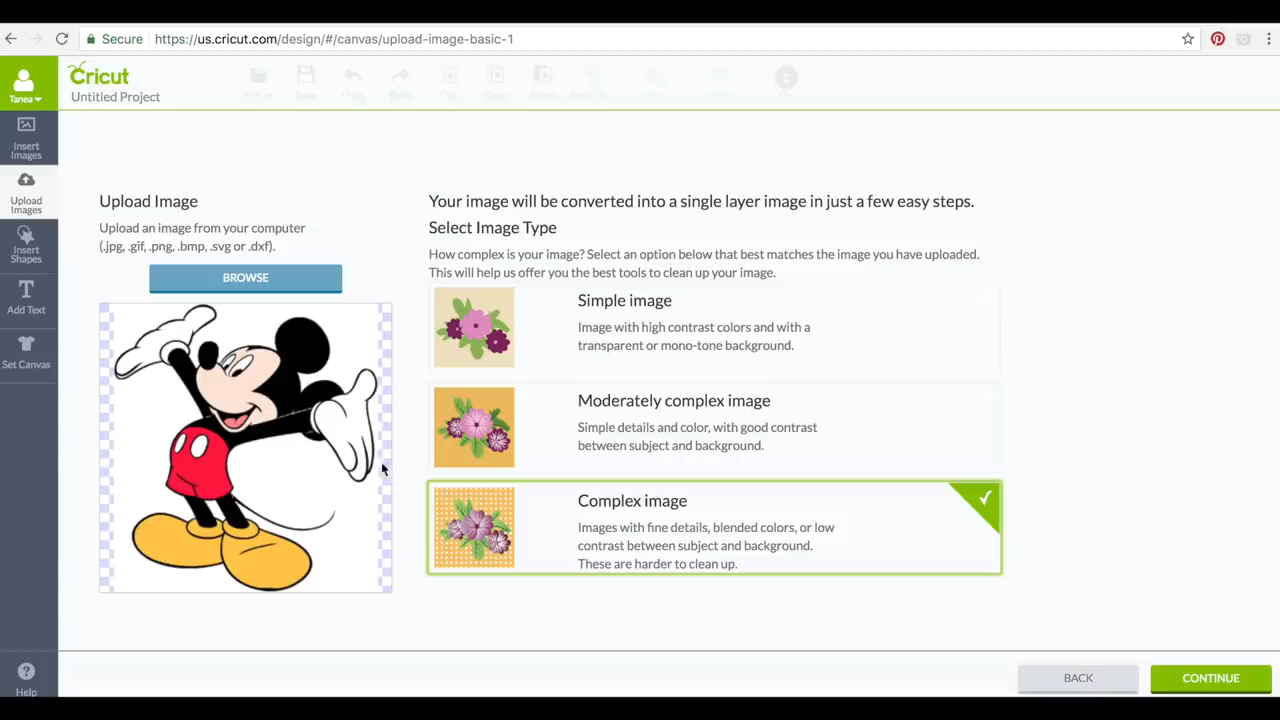 Secure
https://us.cricut.com/design/#/canvas/upload-image-basic-1
Tanea
Cricut
Untitled Project
Insert
Images
Upload
Images
Insert
Shapes
Add Text
Set Canvas
Help
Upload Image
Upload an image from your computer
(.jpg, .gif, .png, .bmp, .svg or .dxf).
BROWSE
Your image will be converted into a single layer image in just a few easy steps.
Select Image Type
How complex is your image? Select an option below that best matches the image you have uploaded.
This will help us offer you the best tools to clean up your image.
Simple image
Image with high contrast colors and with a
transparent or mono-tone background.
Moderately complex image
Simple details and color, with good contrast
between subject and background.
Complex image
Images with fine details, blended colors, or low
contrast between subject and background.
These are harder to clean up.
BACK
CONTINUE